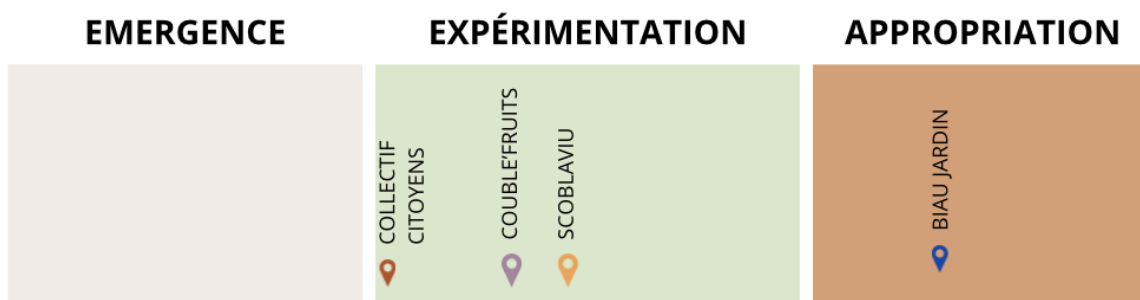 EMERGENCE
EXPÉRIMENTATION
APPROPRIATION
COLLECTIF
CITOYENS
COUBLE'FRUITS
SCOBLAVIU
BIAU JARDIN